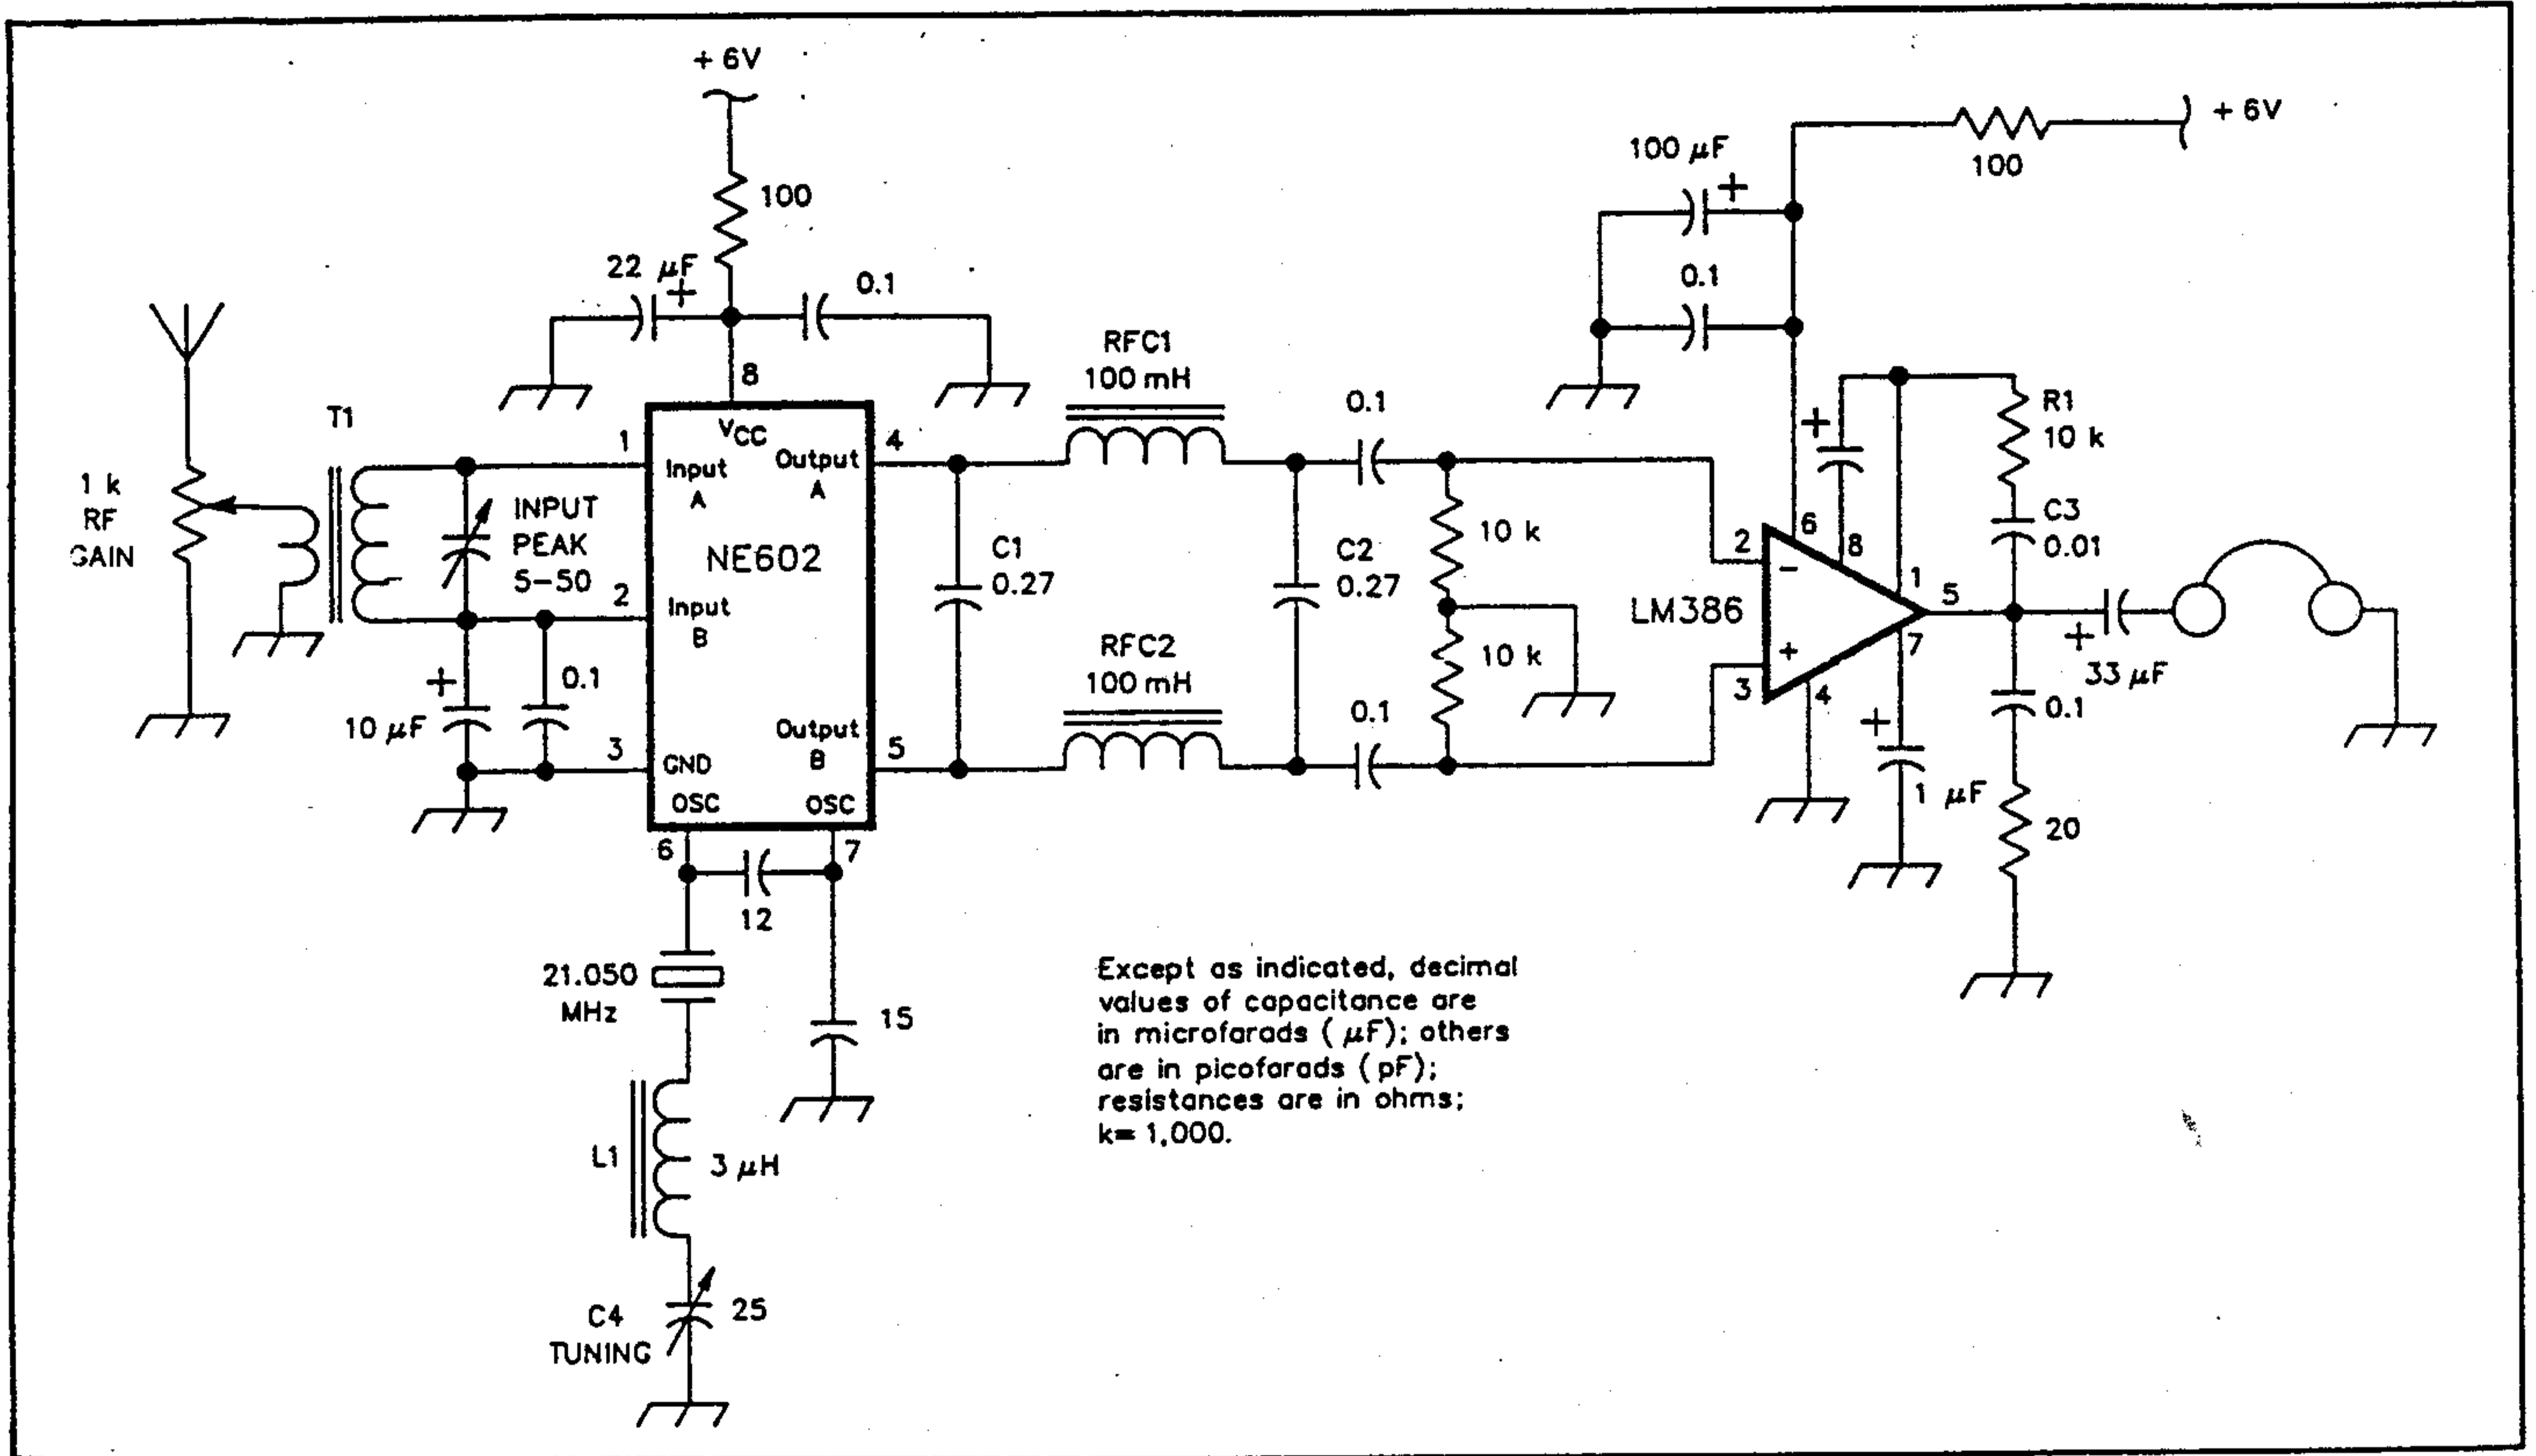 + 6V
100
22 μF
+
0.1
8
T1
1 k
RF
GAIN
INPUT
PEAK
5-50
+
10 μF
0.1
1
2
3
VCC
Input
A
Output
A
NE602
Input
B
Output
B
GND
OSC
OSC
4
5
6
7
12
21.050
MHz
15
L1
3 μH
C4
TUNING
25
C1
0.27
RFC1
100 mH
RFC2
100 mH
C2
0.27
0.1
0.1
10 k
10 k
+ 6V
100
100 μF
+
0.1
LM386
2
-
3
+
6
8
1
5
7
4
+
R1
10 k
C3
0.01
+
33 μF
0.1
20
+
1 μF
Except as indicated, decimal
values of capacitance are
in microfarads ( μF); others
are in picofarads ( pF);
resistances are in ohms;
k= 1,000.